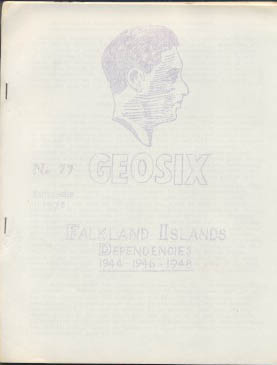 No 77 GEOSIX
FALKLAND ISLANDS
DEPENDENCIES
1944 - 1946 - 1948